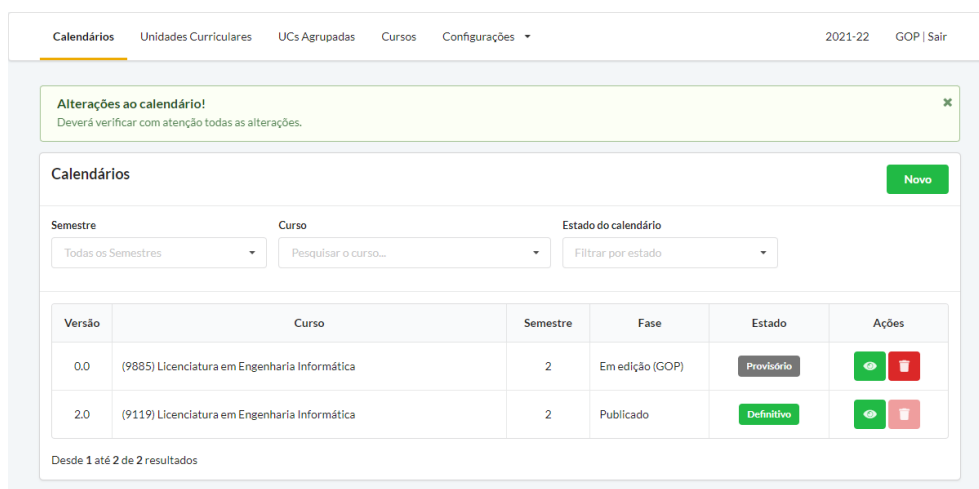 Calendários Unidades Curriculares UCs Agrupadas Cursos Configurações 2021-22 GOP | Sair
Alterações ao calendário!
Deverá verificar com atenção todas as alterações.
Calendários Novo
Semestre Curso Estado do calendário
Todas os Semestres Pesquisar o curso... Flitrar por estado
Versão Curso Semestre Fase Estado Ações
0.0 (9885) Licenciatura em Engenharia Informática 2 Em edição (GOP) Provisório
2.0 (9119) Licenciatura em Engenharia Informática 2 Publicado Definitivo
Desde 1 até 2 de 2 resultados